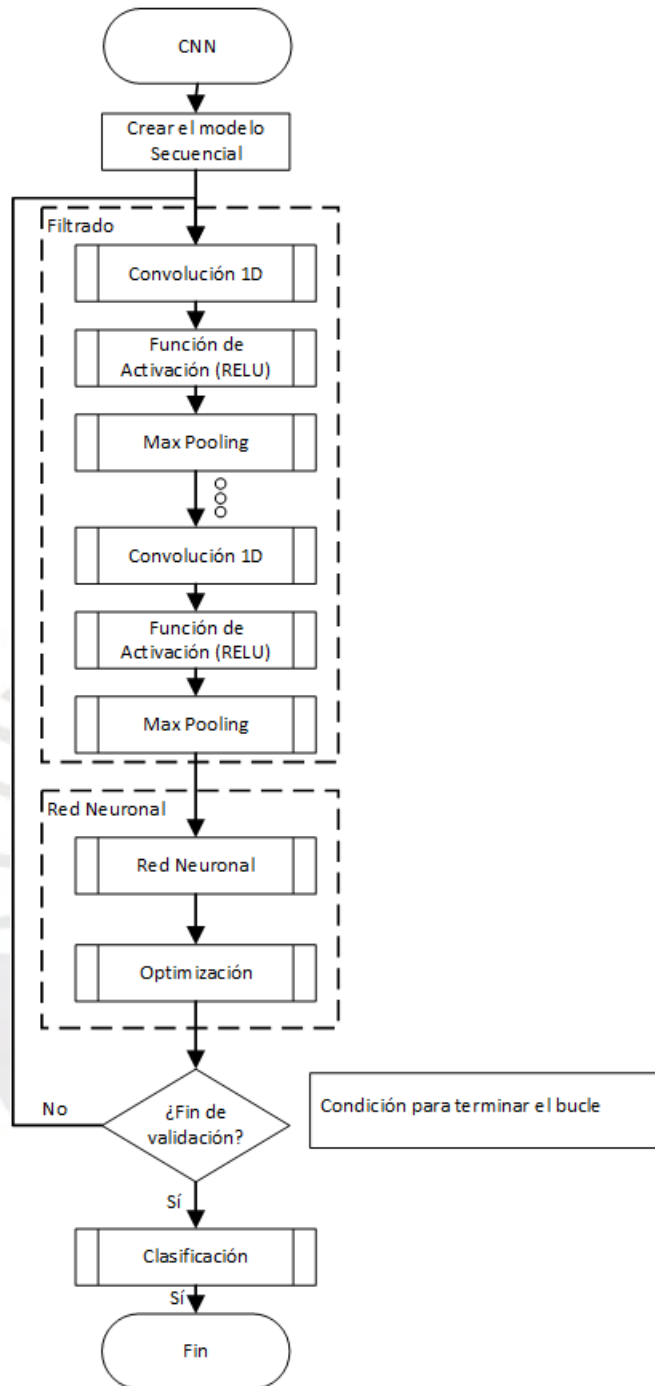 CNN
Crear el modelo
Secuencial
Filtrado
Convolución 1D
Función de
Activación (RELU)
Max Pooling
Convolución 1D
Función de
Activación (RELU)
Max Pooling
Red Neuronal
Red Neuronal
Optimización
No
¿Fin de
validación?
Condición para terminar el bucle
Sí
Clasificación
Sí
Fin